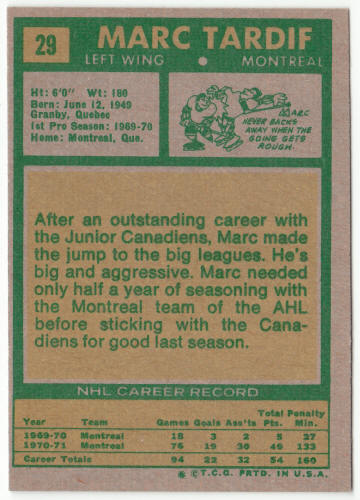 29 MARC TARDIF
LEFT WING • MONTREAL
Ht: 6'0" Wt: 180
Born: June 12, 1949
Granby, Quebec
1st Pro Season: 1969-70
Home: Montreal, Que.
MARC
NEVER BACKS
AWAY WHEN THE
GOING GETS
ROUGH.
After an outstanding career with
the Junior Canadiens, Marc made
the jump to the big leagues. He's
big and aggressive. Marc needed
only half a year of seasoning with
the Montreal team of the AHL
before sticking with the Cana-
diens for good last season.
NHL CAREER RECORD
Total Penalty
Year Team Games Goals Ass'ts Pts. Min.
1969-70 Montreal 18 3 2 5 27
1970-71 Montreal 76 19 30 49 133
Career Totals 94 22 32 54 160
© T.C.G. PRTD. IN U.S.A.